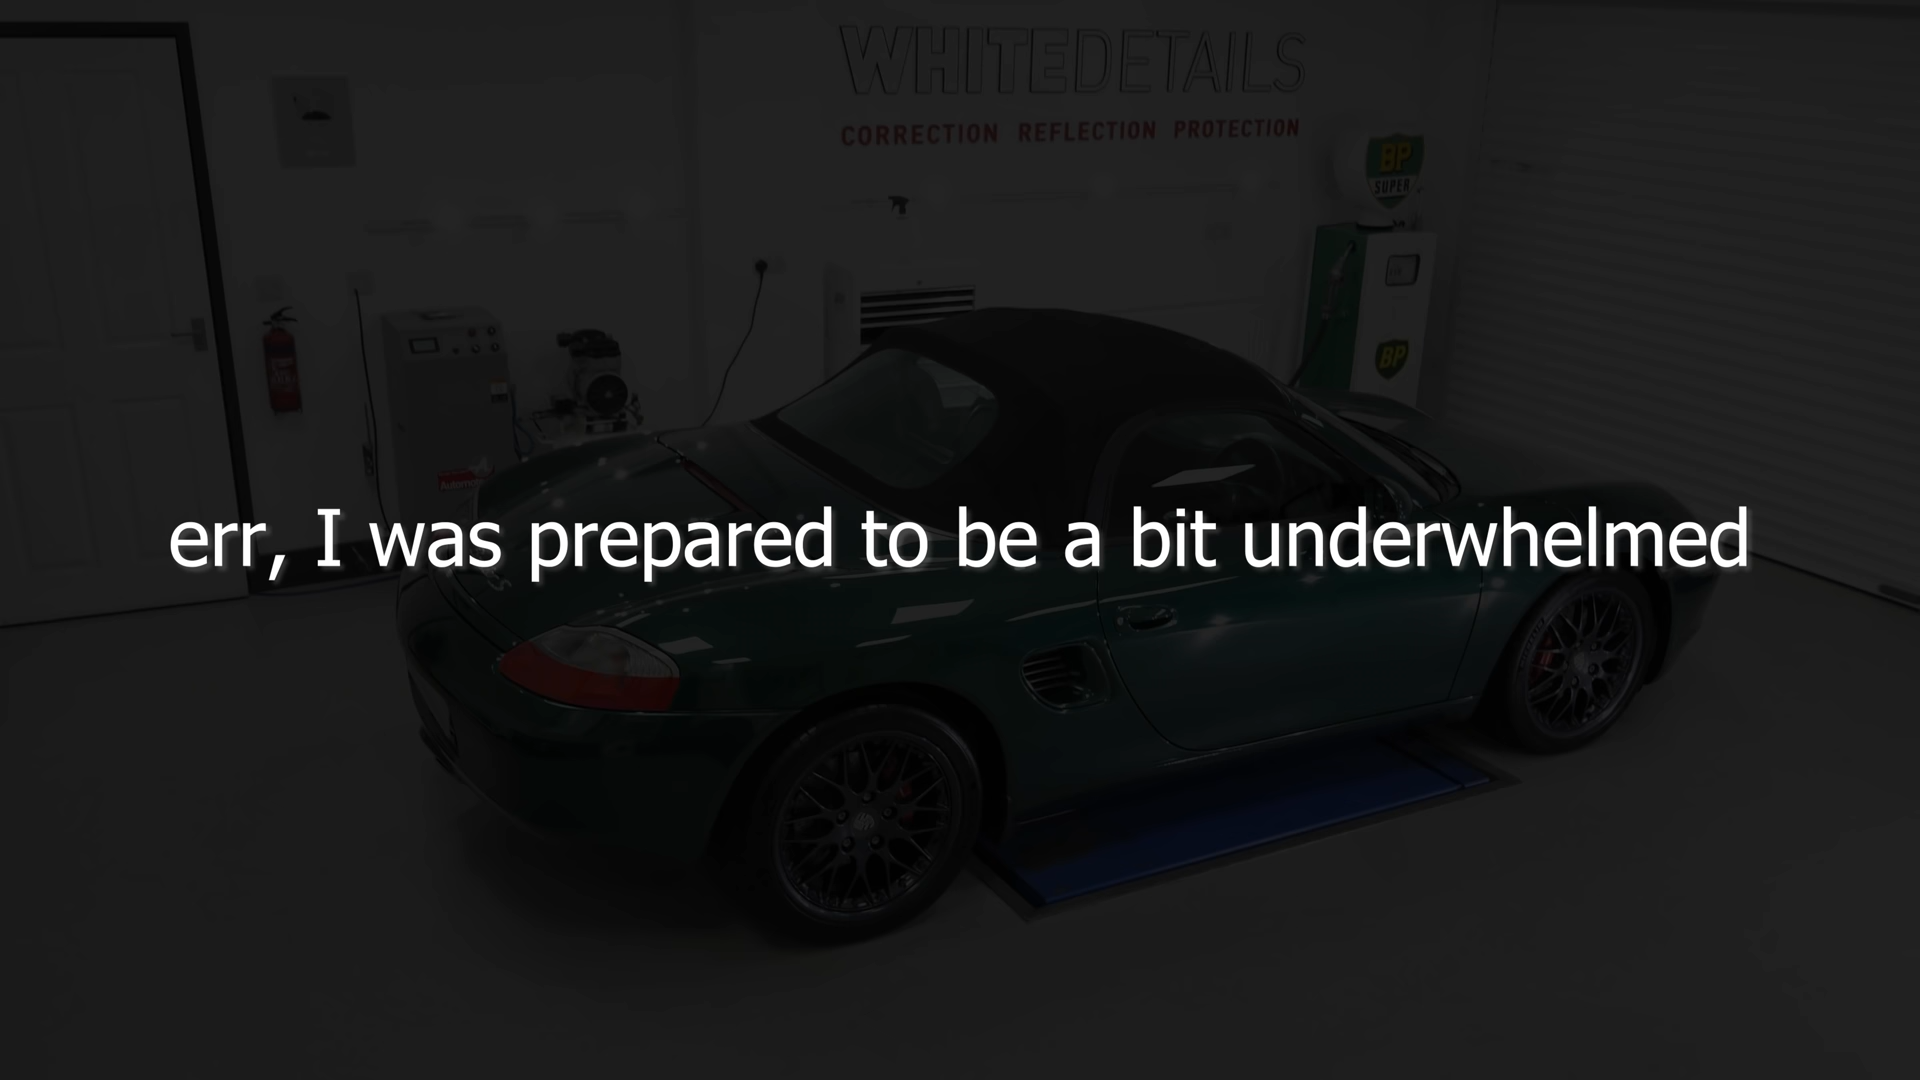 WHITEDETAILS
CORRECTION REFLECTION PROTECTION
BP
SUPER
BP
err, I was prepared to be a bit underwhelmed